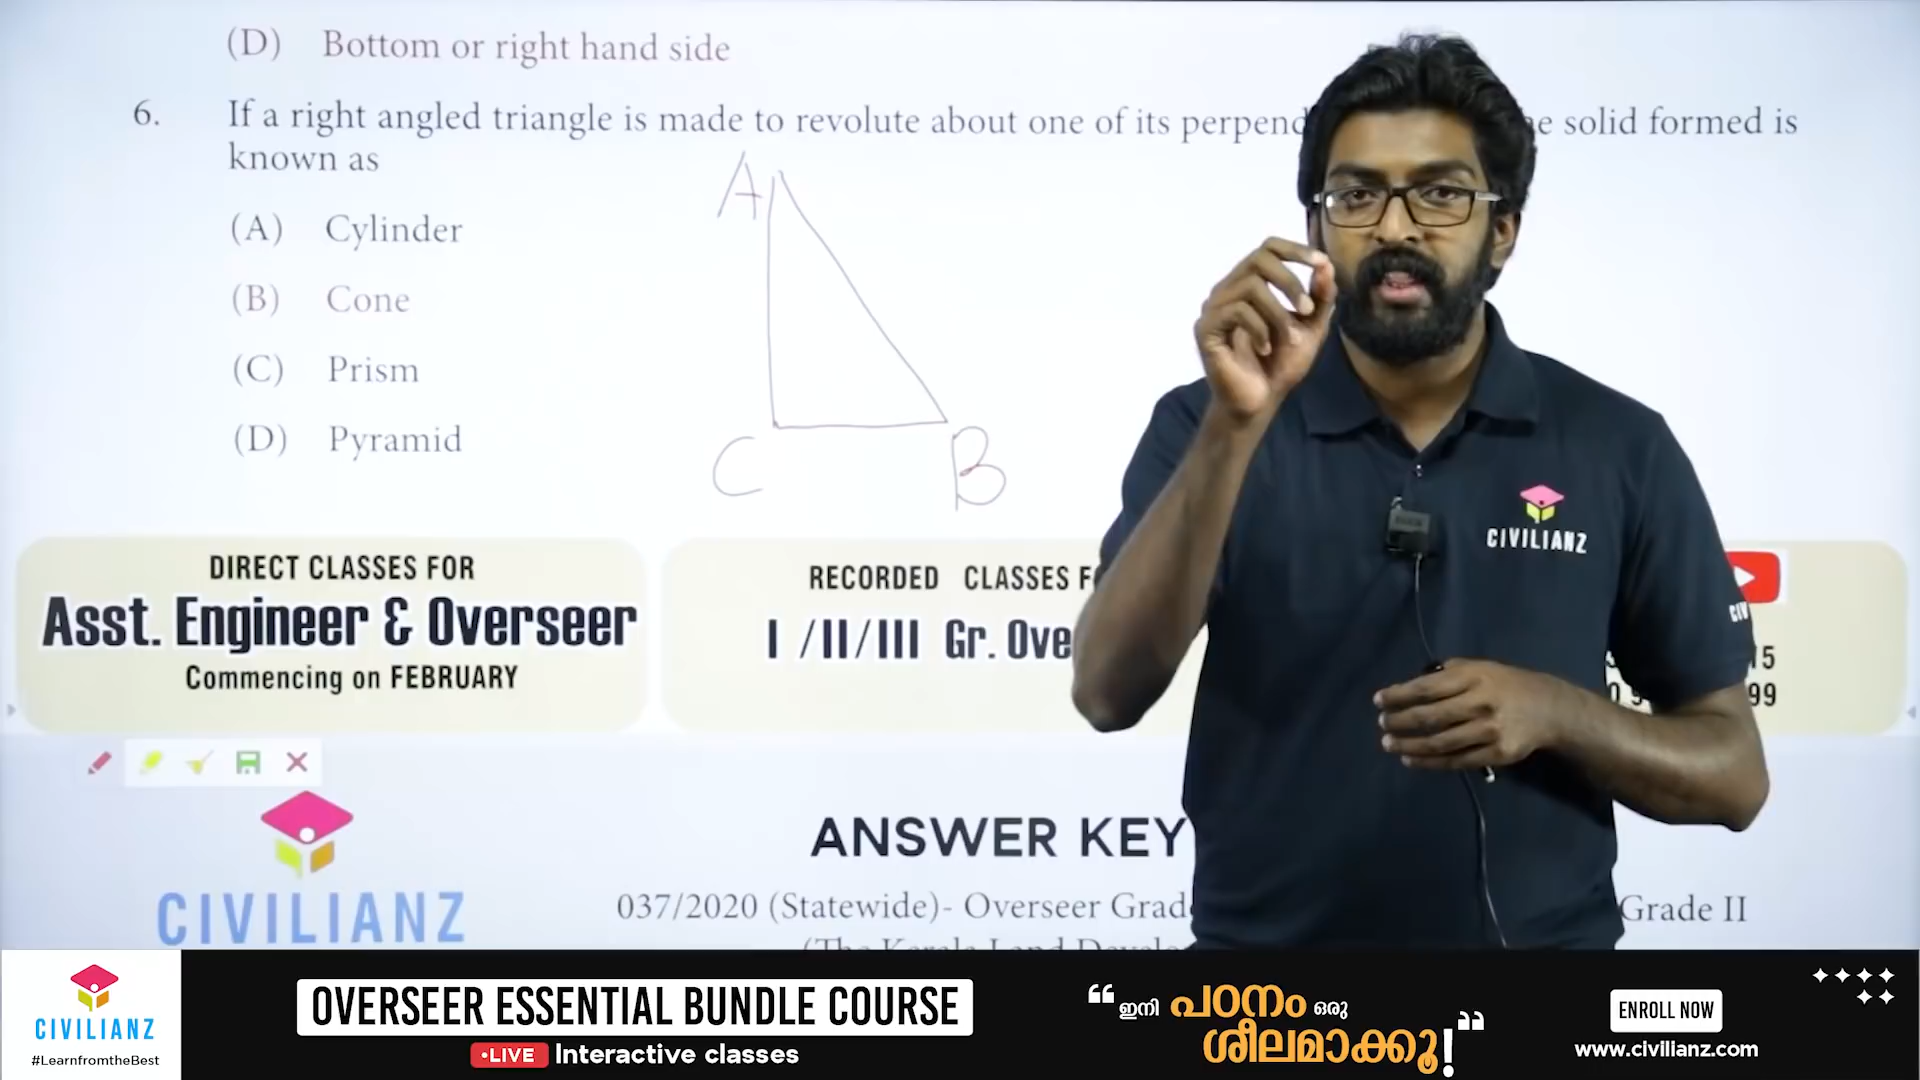 (D) Bottom or right hand side
6. If a right angled triangle is made to revolute about one of its solid formed is
known as
(A) Cylinder
(B) Cone
(C) Prism
(D) Pyramid
A
C
B
DIRECT CLASSES FOR
Asst. Engineer & Overseer
Commencing on FEBRUARY
RECORDED CLASSES
I /II/III Gr.
CIVILIANZ
ANSWER KEY
CIVILIANZ
037/2020 (Statewide)- Overseer Grade II
CIVILIANZ
#LearnfromtheBest
OVERSEER ESSENTIAL BUNDLE COURSE
•LIVE Interactive classes
“ഇനി പഠനം ഒരു
ശീലമാക്കൂ!”
ENROLL NOW
www.civilianz.com